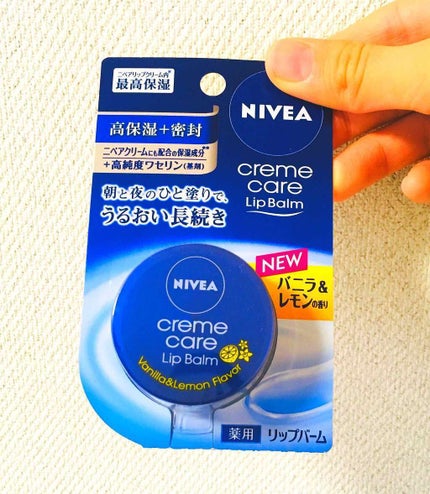 ニベアリップクリーム内*
最高保湿
NIVEA
高保湿+密封
ニベアクリームにも配合の保湿成分**
+高純度ワセリン(基剤)
creme
care
Lip Balm
朝と夜のひと塗りで、
うるおい長続き
NEW
バニラ&
レモンの香り
NIVEA
creme
care
Lip Balm
Vanilla&Lemon Flavor
薬用 リップバーム